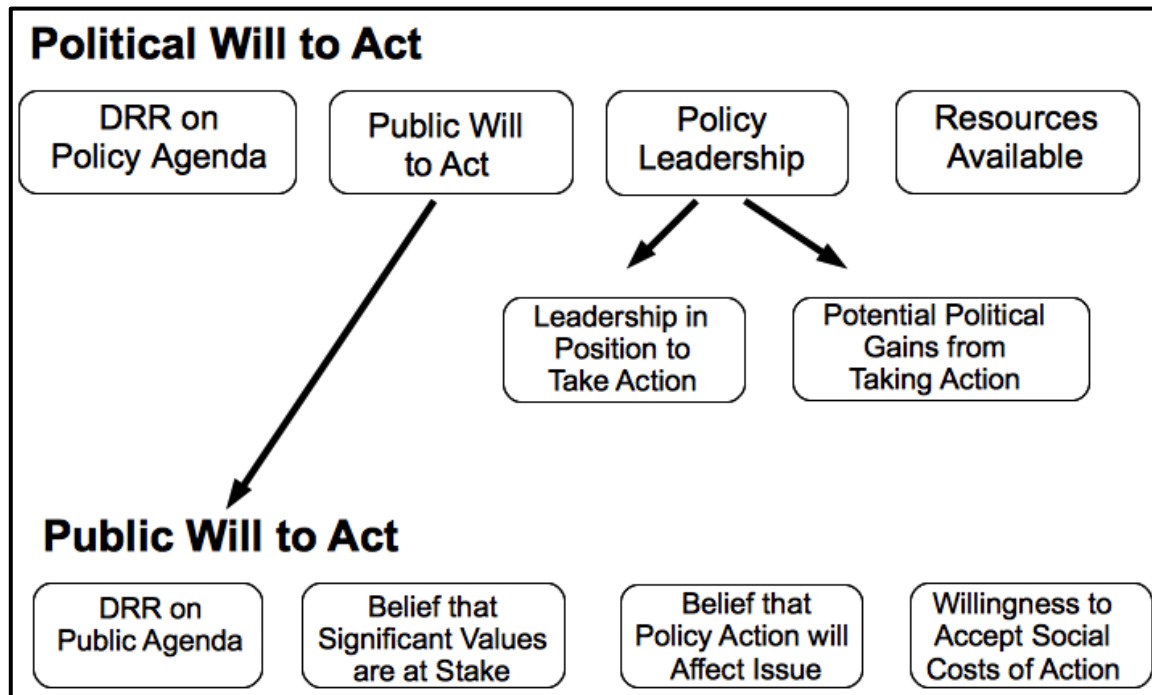 Political Will to Act
DRR on
Policy Agenda
Public Will
to Act
Policy
Leadership
Resources
Available
Leadership in
Position to
Take Action
Potential Political
Gains from
Taking Action
Public Will to Act
DRR on
Public Agenda
Belief that
Significant Values
are at Stake
Belief that
Policy Action will
Affect Issue
Willingness to
Accept Social
Costs of Action